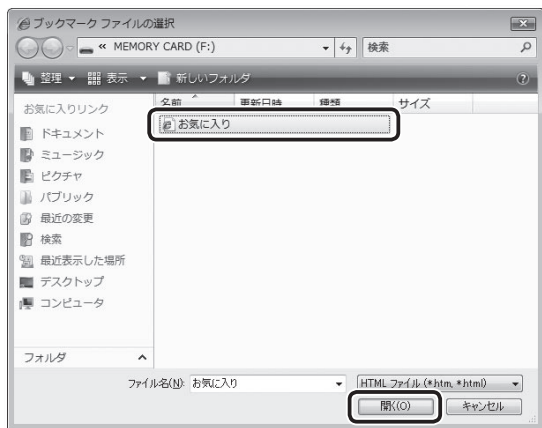 ブックマーク ファイルの選択
« MEMORY CARD (F:)
検索
整理 表示 新しいフォルダ
お気に入りリンク
名前 更新日時 種類 サイズ
お気に入り
ドキュメント
ミュージック
ピクチャ
パブリック
最近の変更
検索
最近表示した場所
デスクトップ
コンピュータ
フォルダ
ファイル名(N): お気に入り
HTML ファイル (*.htm, *.html)
開く(O) キャンセル